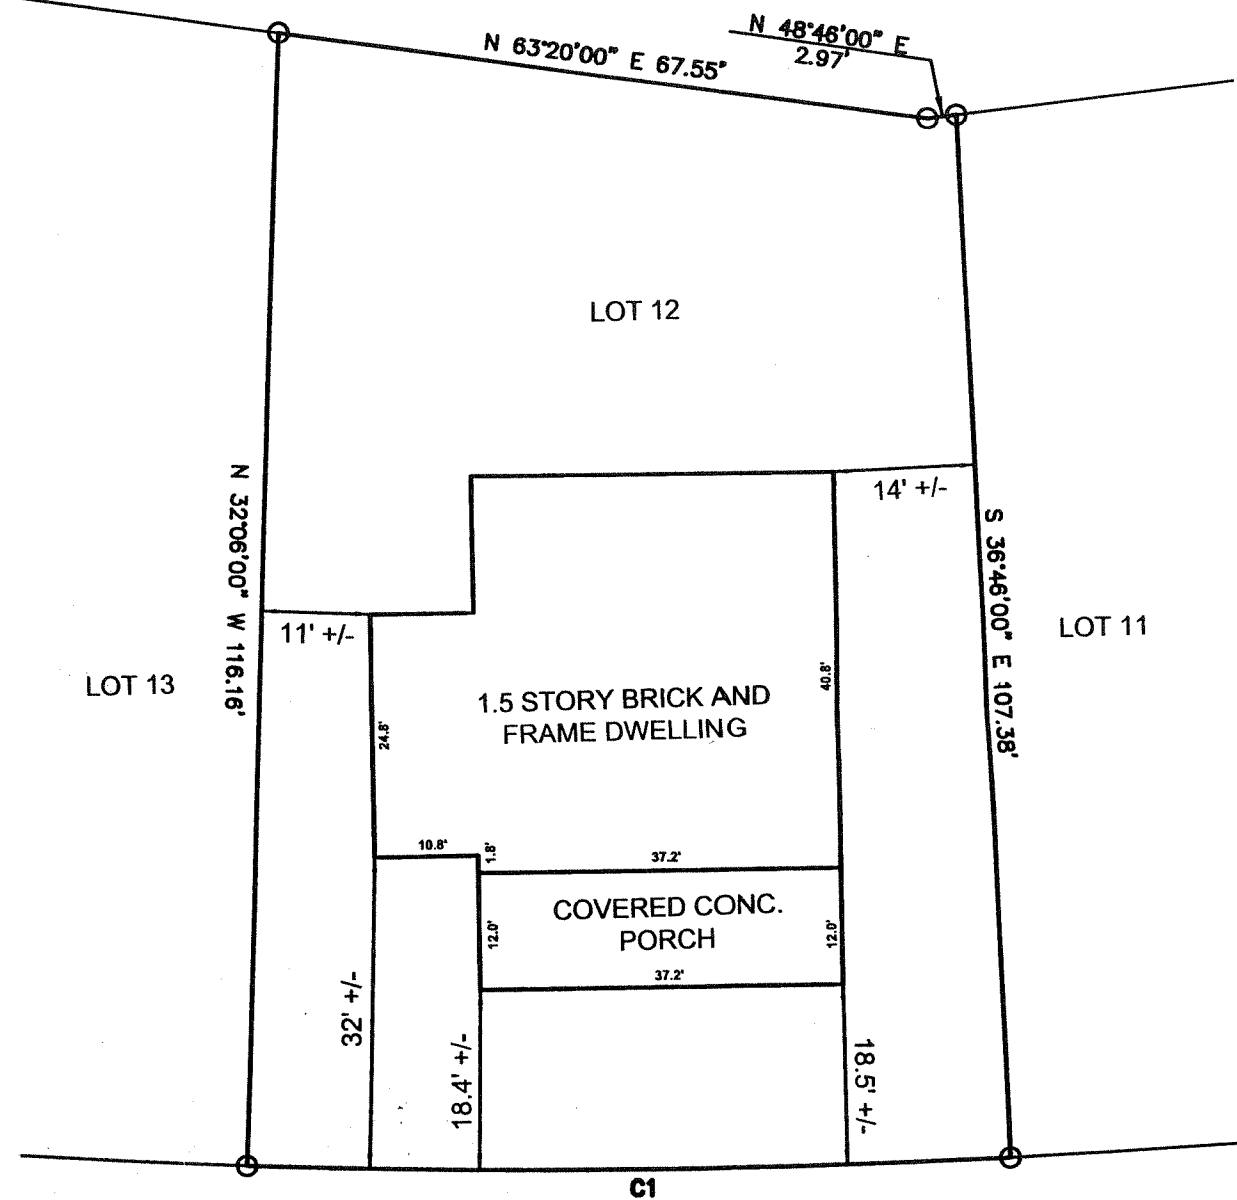 N 48°46'00" E
2.97'
N 63°20'00" E 67.55'
LOT 12
14' +/-
N 32°06'00" W 116.16'
S 36°46'00" E 107.38'
11' +/-
LOT 11
LOT 13
1.5 STORY BRICK AND
FRAME DWELLING
40.8'
24.8'
10.8'
1.8'
37.2'
COVERED CONC.
PORCH
12.0'
12.0'
37.2'
32' +/-
18.4' +/-
18.5' +/-
C1